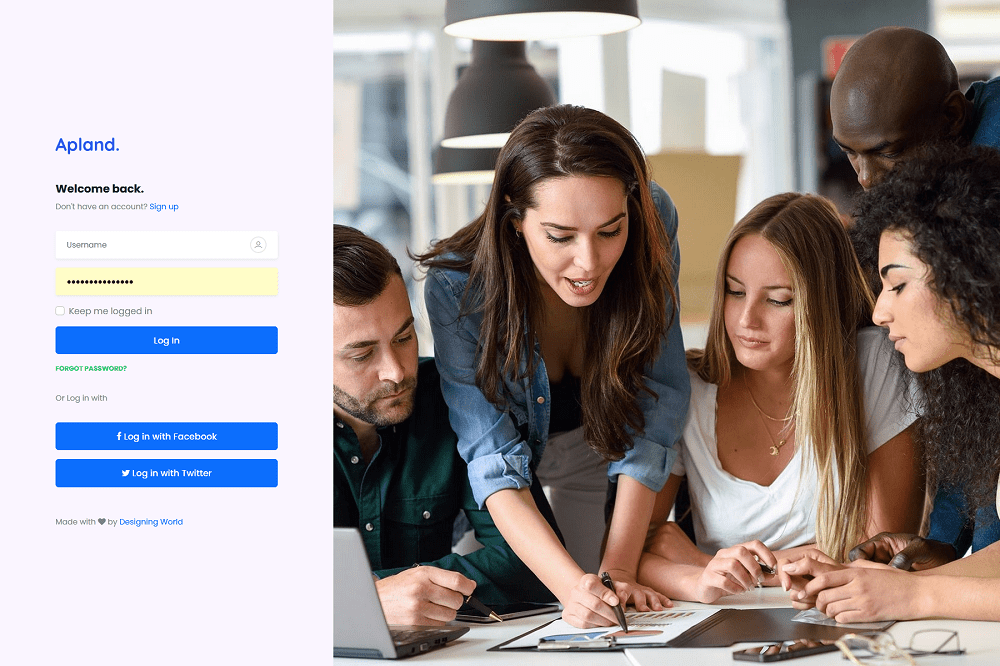 Apland.
Welcome back.
Don't have an account? Sign up
Username
•••••••••••••••
Keep me logged in
Log In
FORGOT PASSWORD?
Or Log in with
Log in with Facebook
Log in with Twitter
Made with ♥ by Designing World